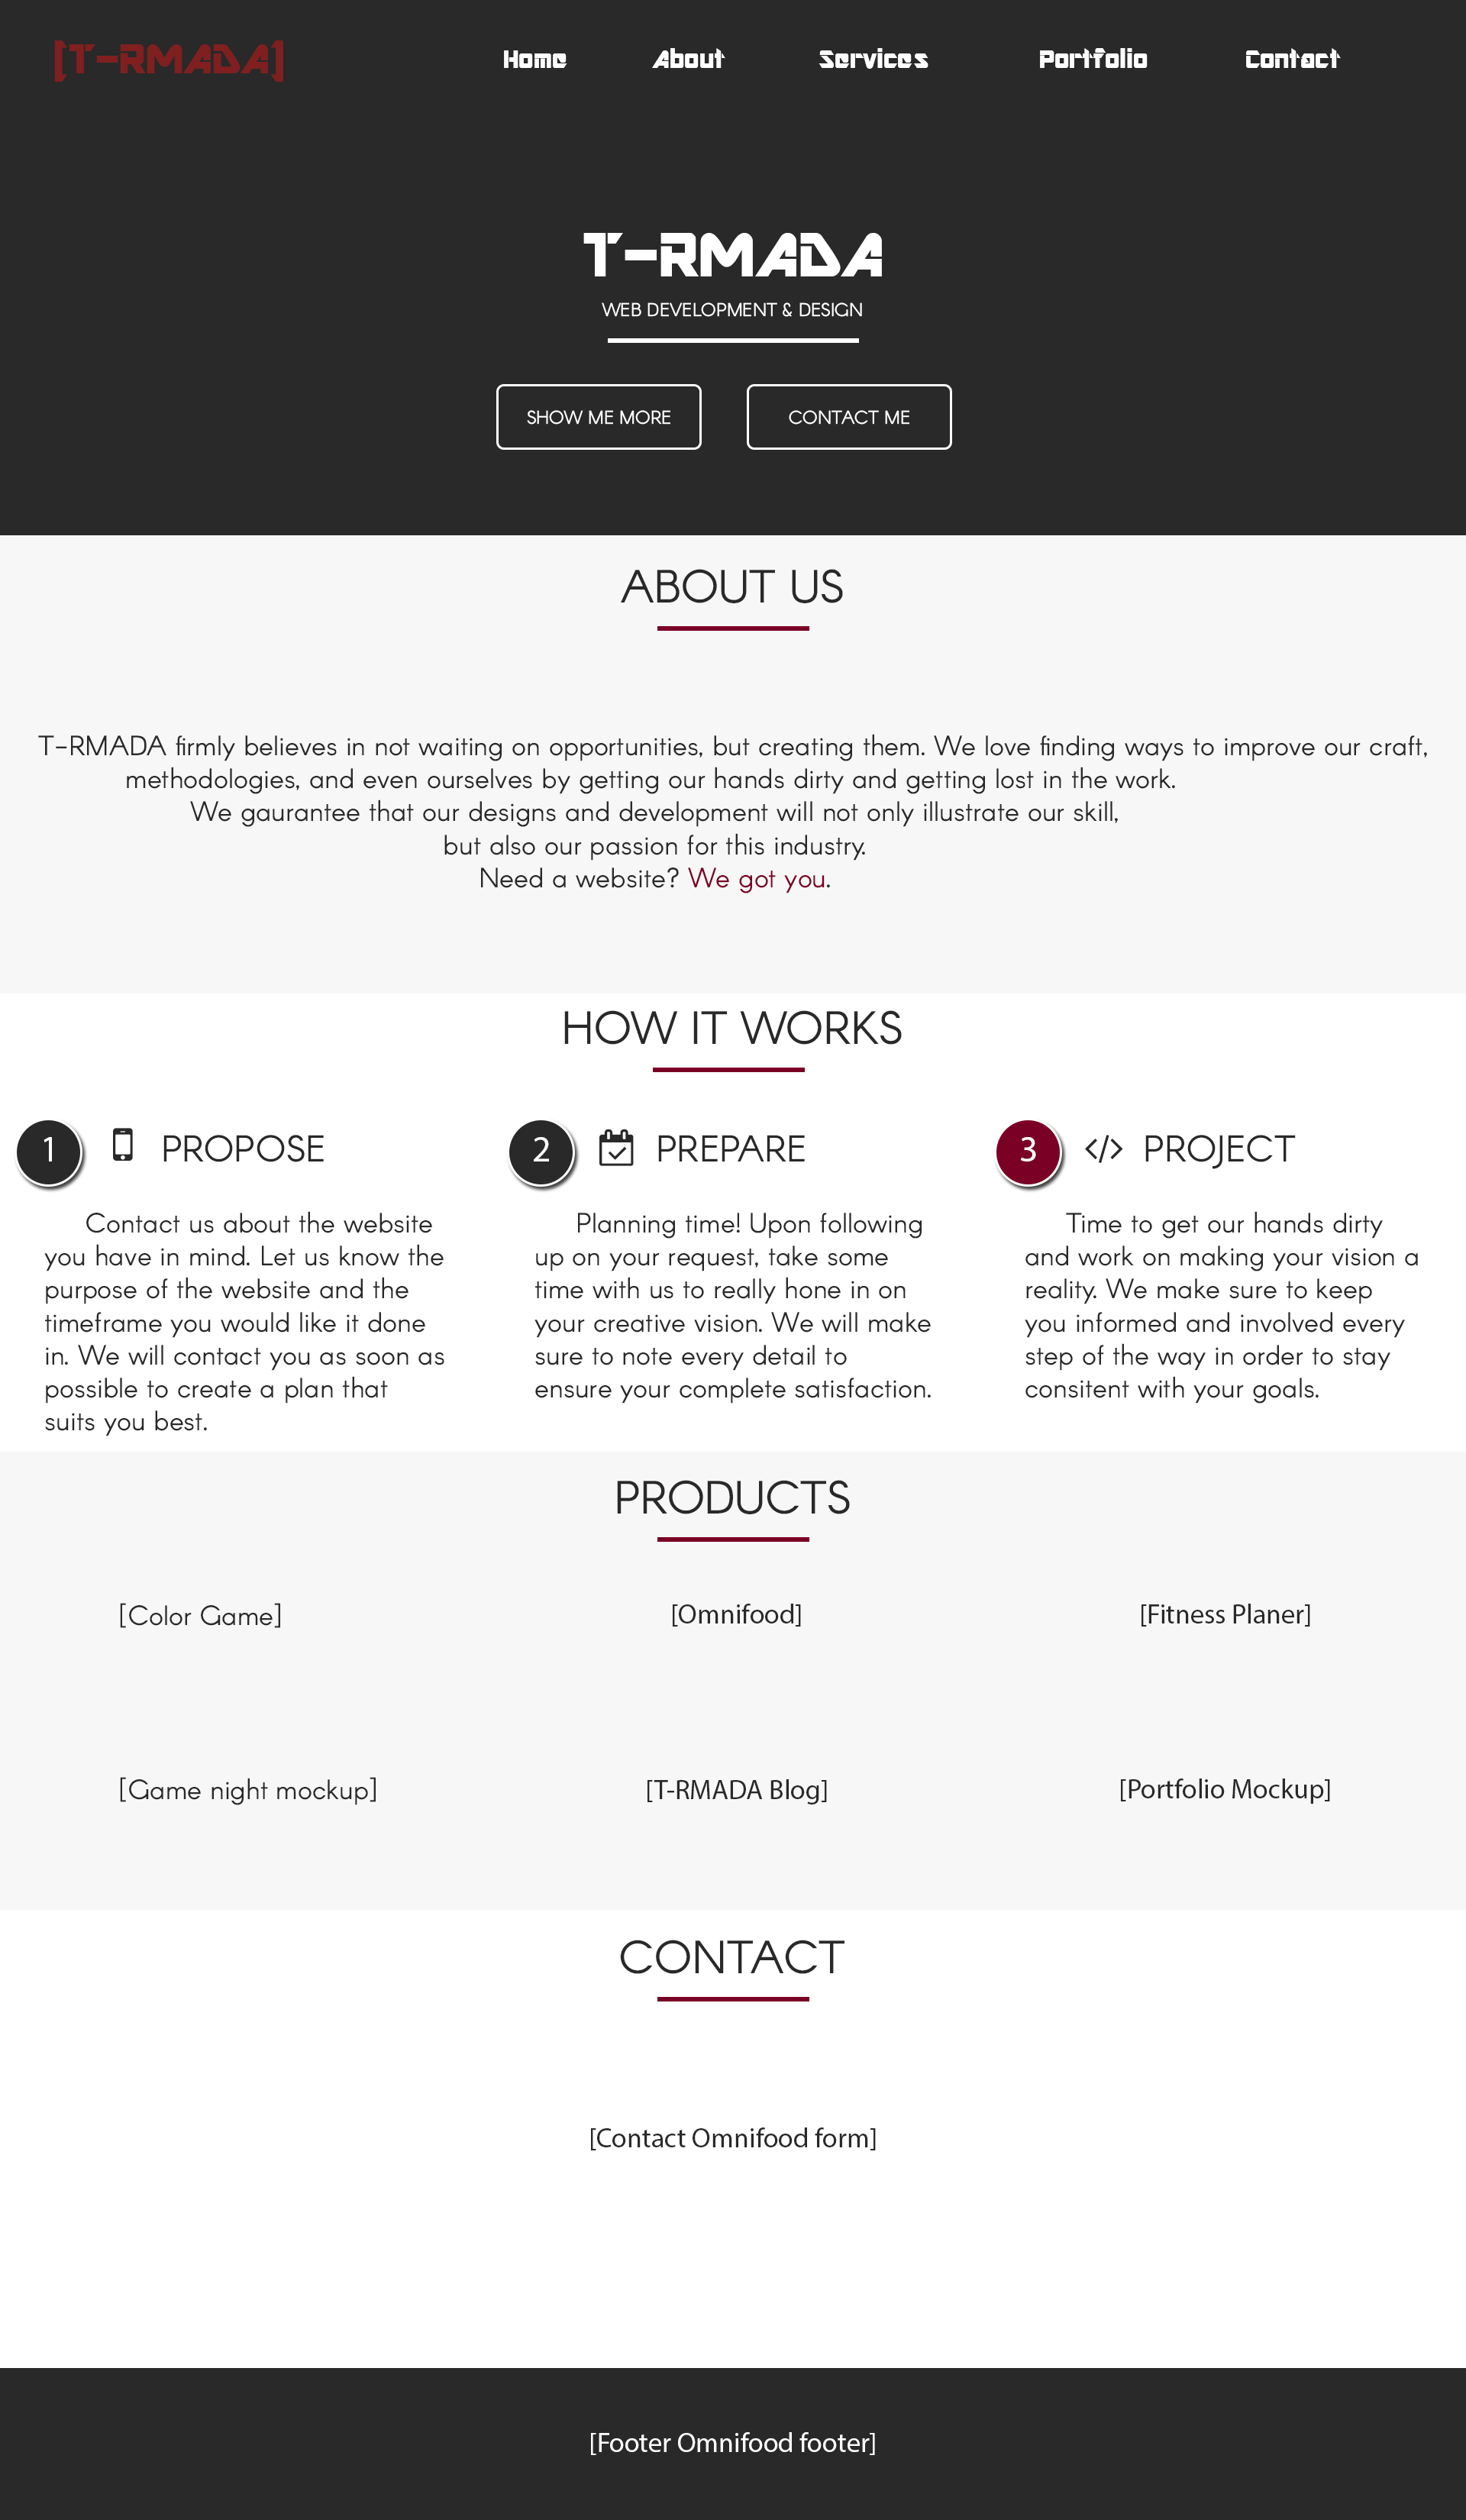 [T-RMADA]
Home About Services Portfolio Contact
T-RMADA
WEB DEVELOPMENT & DESIGN
SHOW ME MORE CONTACT ME
ABOUT US
T-RMADA firmly believes in not waiting on opportunities, but creating them. We love finding ways to improve our craft,
methodologies, and even ourselves by getting our hands dirty and getting lost in the work.
We gaurantee that our designs and development will not only illustrate our skill,
but also our passion for this industry.
Need a website? We got you.
HOW IT WORKS
1 PROPOSE
Contact us about the website
you have in mind. Let us know the
purpose of the website and the
timeframe you would like it done
in. We will contact you as soon as
possible to create a plan that
suits you best.
2 PREPARE
Planning time! Upon following
up on your request, take some
time with us to really hone in on
your creative vision. We will make
sure to note every detail to
ensure your complete satisfaction.
3 </> PROJECT
Time to get our hands dirty
and work on making your vision a
reality. We make sure to keep
you informed and involved every
step of the way in order to stay
consitent with your goals.
PRODUCTS
[Color Game] [Omnifood] [Fitness Planer]
[Game night mockup] [T-RMADA Blog] [Portfolio Mockup]
CONTACT
[Contact Omnifood form]
[Footer Omnifood footer]